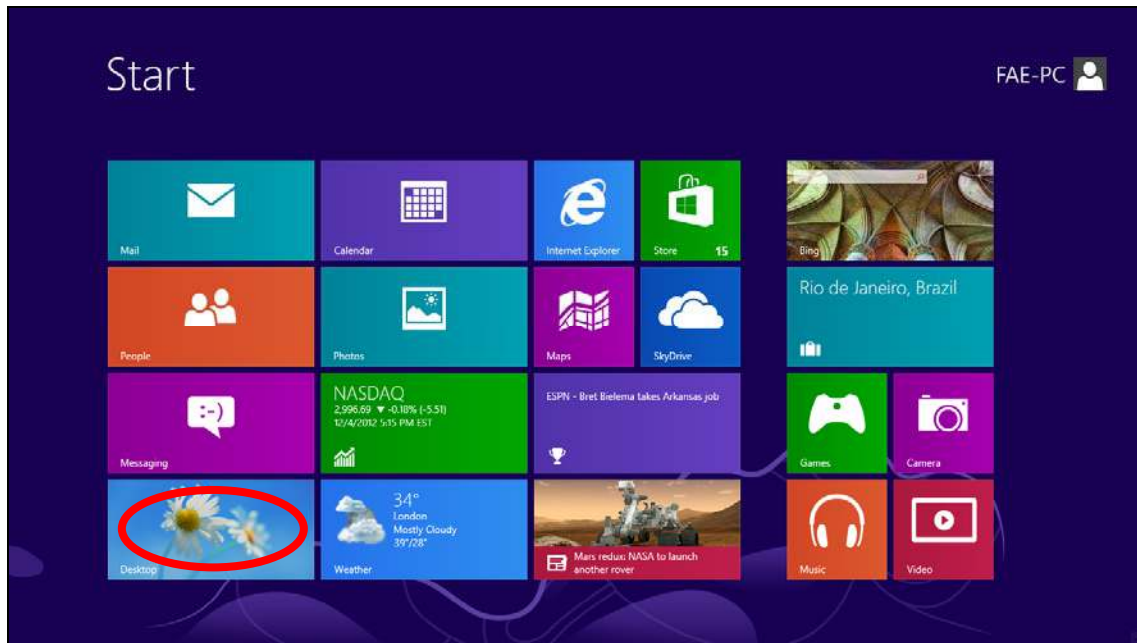 Start
FAE-PC
Mail
Calendar
Internet Explorer
Store 15
Bing
People
Photos
Maps
SkyDrive
Rio de Janeiro, Brazil
Messaging
NASDAQ
2,996.69 ▼ -0.18% (-5.51)
12/4/2012 5:15 PM EST
ESPN - Bret Bielema takes Arkansas job
:-)
Games
Camera
Desktop
34°
London
Mostly Cloudy
39°/28°
Weather
Mars redux: NASA to launch
another rover
Music
Video